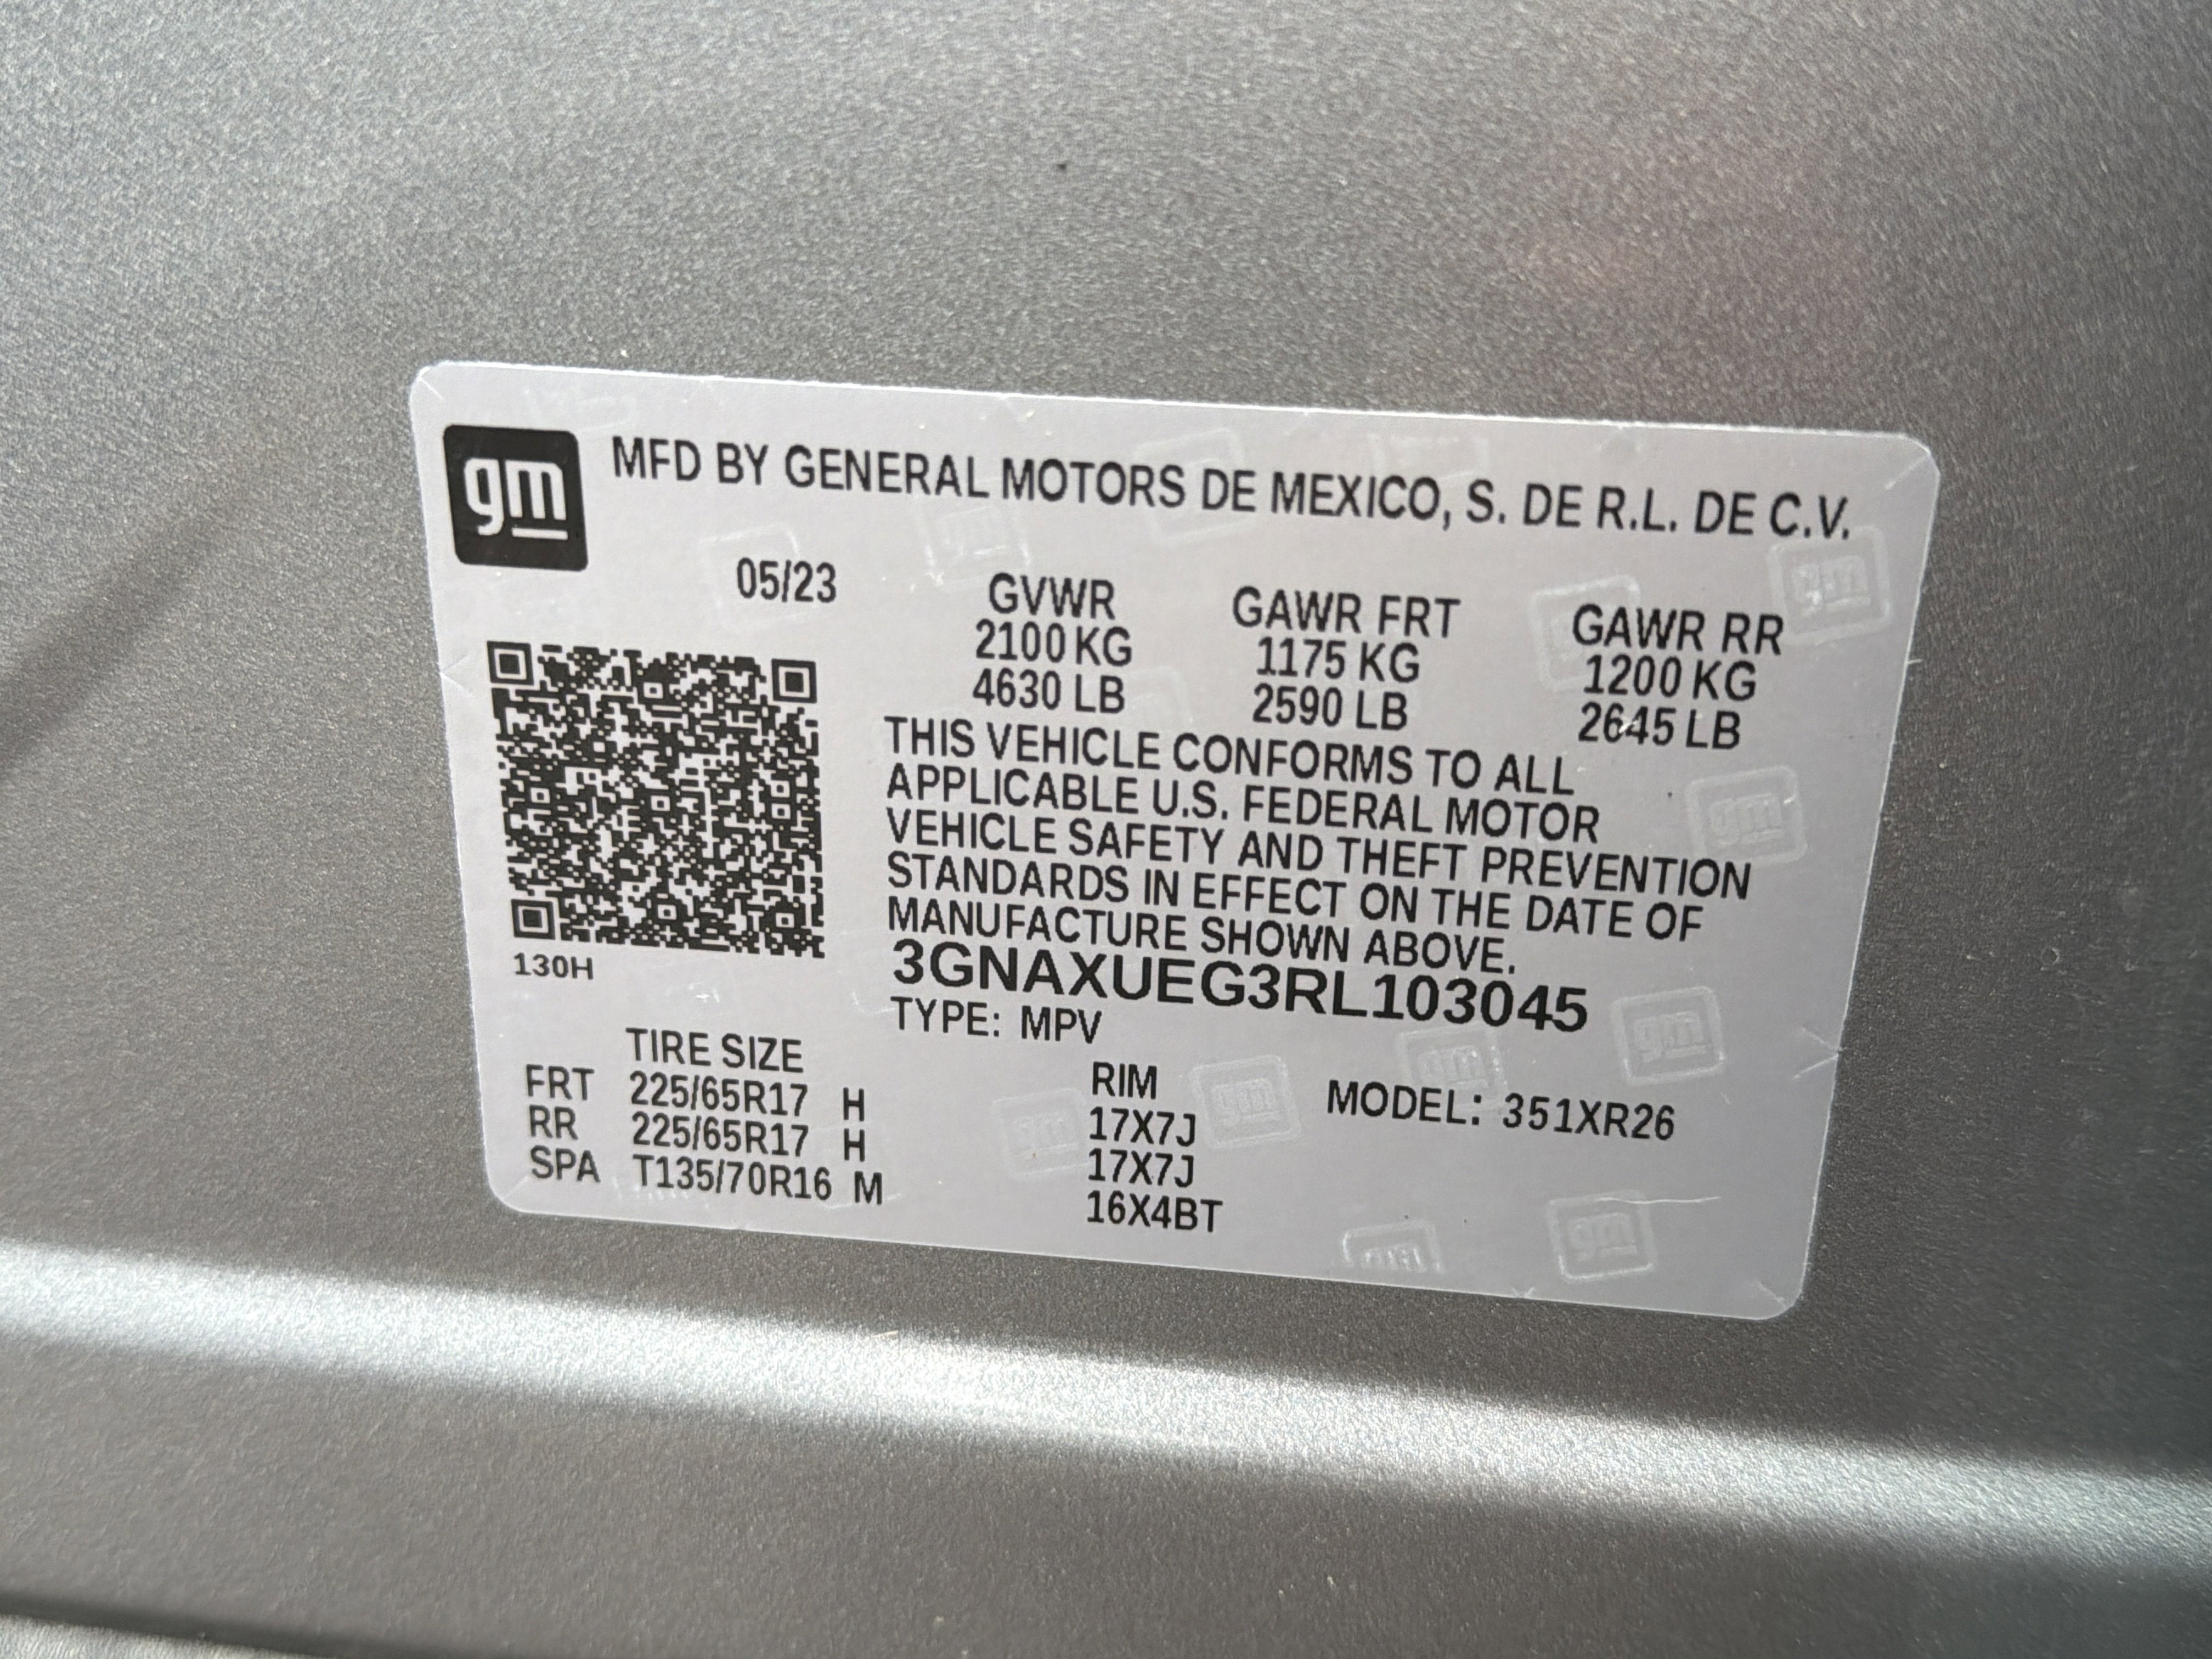 gm
MFD BY GENERAL MOTORS DE MEXICO, S. DE R.L. DE C.V.
05/23
GVWR GAWR FRT GAWR RR
2100 KG 1175 KG 1200 KG
4630 LB 2590 LB 2645 LB
THIS VEHICLE CONFORMS TO ALL
APPLICABLE U.S. FEDERAL MOTOR
VEHICLE SAFETY AND THEFT PREVENTION
STANDARDS IN EFFECT ON THE DATE OF
MANUFACTURE SHOWN ABOVE.
3GNAXUEG3RL103045
TYPE: MPV
130H
TIRE SIZE RIM MODEL: 351XR26
FRT 225/65R17 H 17X7J
RR 225/65R17 H 17X7J
SPA T135/70R16 M 16X4BT